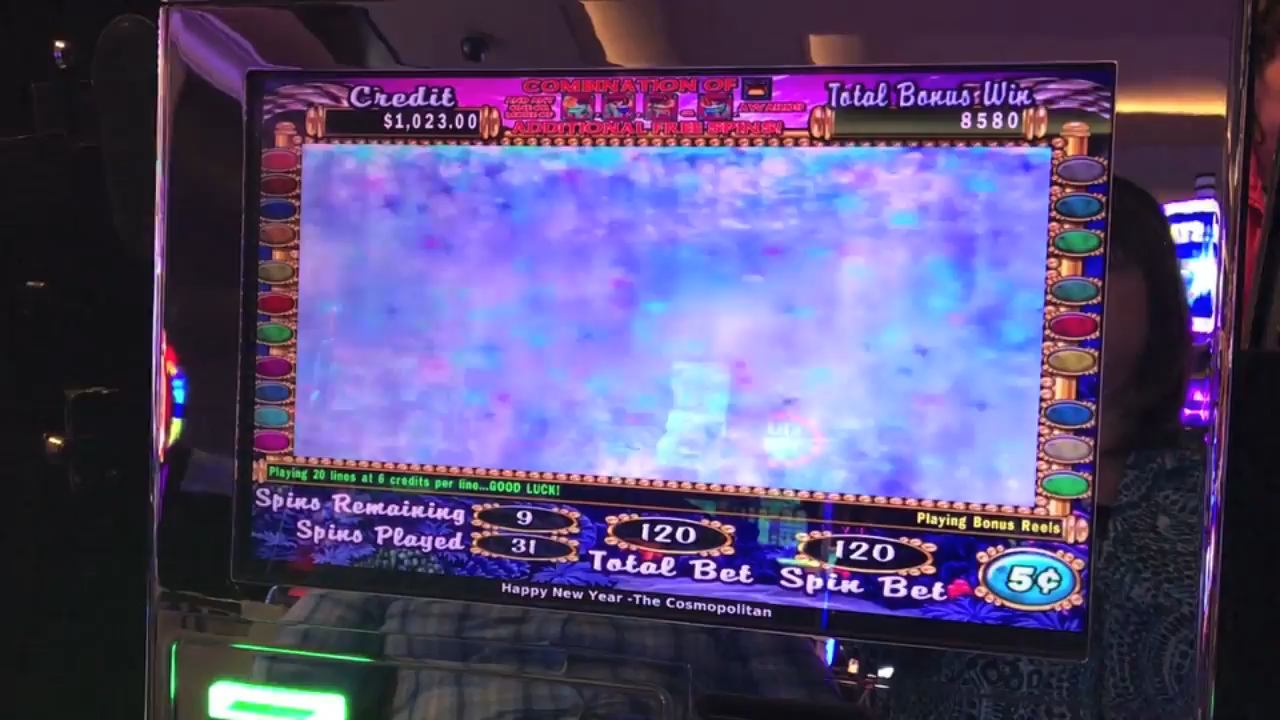 Credit
$1,023.00
COMBINATION OF
AWARDS
ADDITIONAL FREE SPINS!
Total Bonus Win
8580
Playing 20 lines at 6 credits per line...GOOD LUCK!
Playing Bonus Reels
Spins Remaining 9
Spins Played 31
120
Total Bet
120
Spin Bet
5¢
Happy New Year -The Cosmopolitan